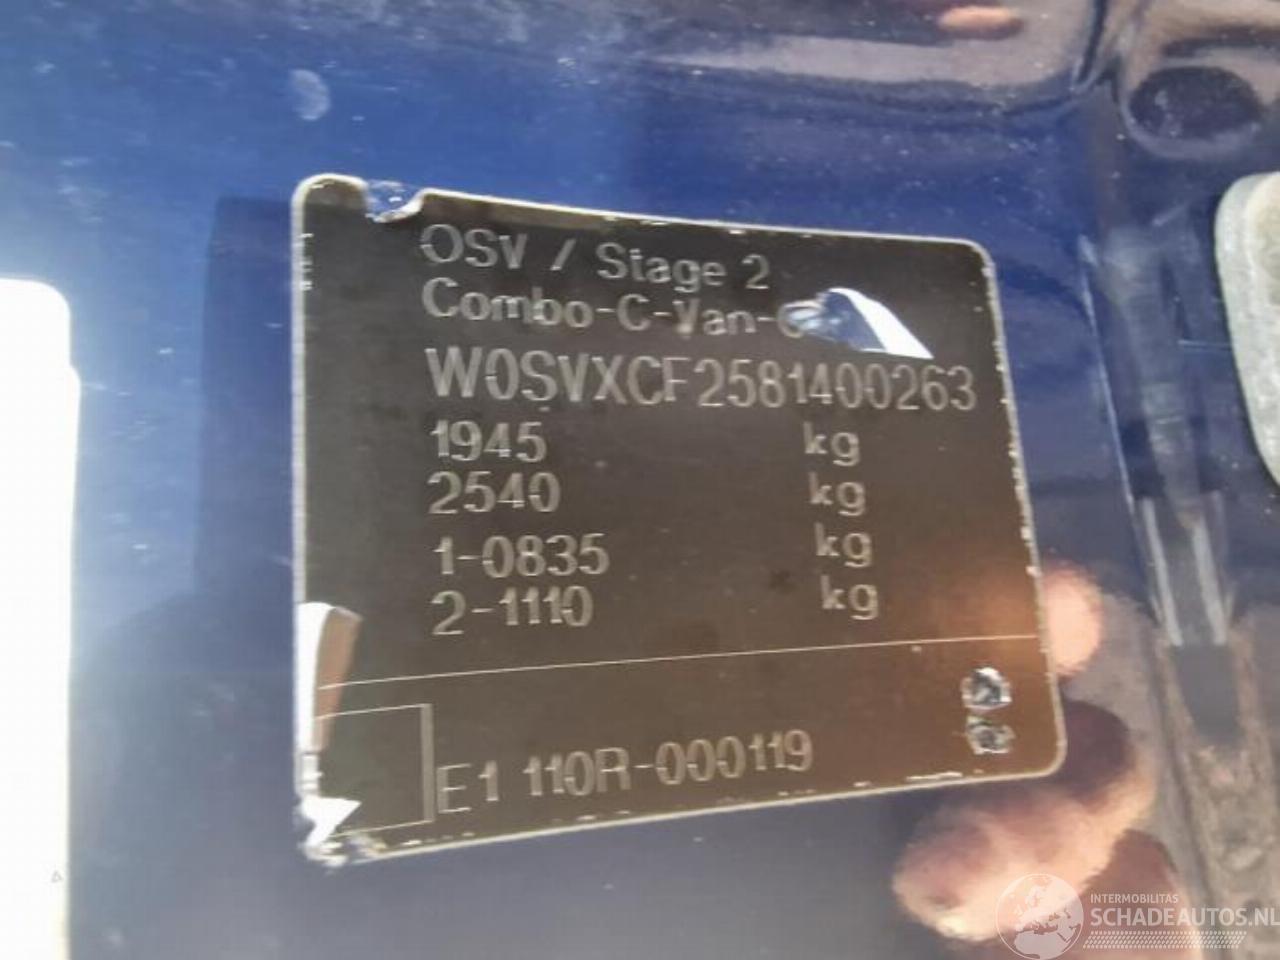 OSV / Stage 2
Combo-C-Van-
W0SVXCF2581400263
1945 kg
2540 kg
1-0835 kg
2-1110 kg
E1 110R-000119
INTERMOBILITAS
SCHADEAUTOS.NL